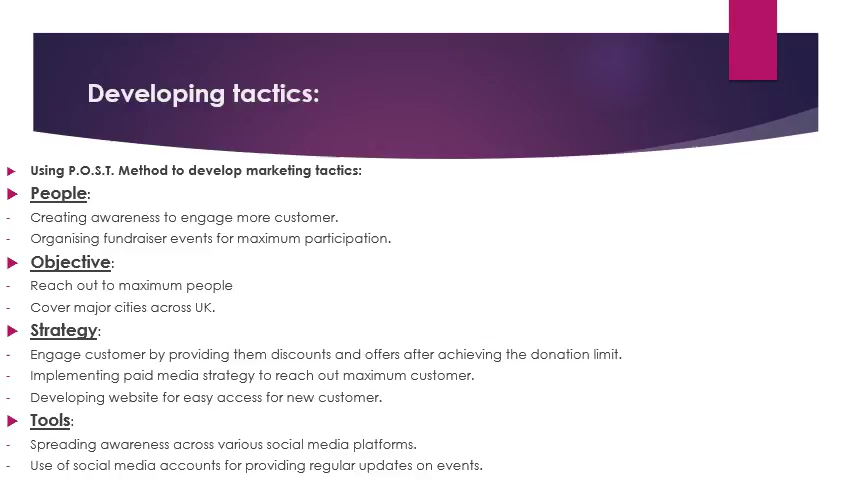 Developing tactics:
Using P.O.S.T. Method to develop marketing tactics:
People:
- Creating awareness to engage more customer.
- Organising fundraiser events for maximum participation.
Objective:
- Reach out to maximum people
- Cover major cities across UK.
Strategy:
- Engage customer by providing them discounts and offers after achieving the donation limit.
- Implementing paid media strategy to reach out maximum customer.
- Developing website for easy access for new customer.
Tools:
- Spreading awareness across various social media platforms.
- Use of social media accounts for providing regular updates on events.